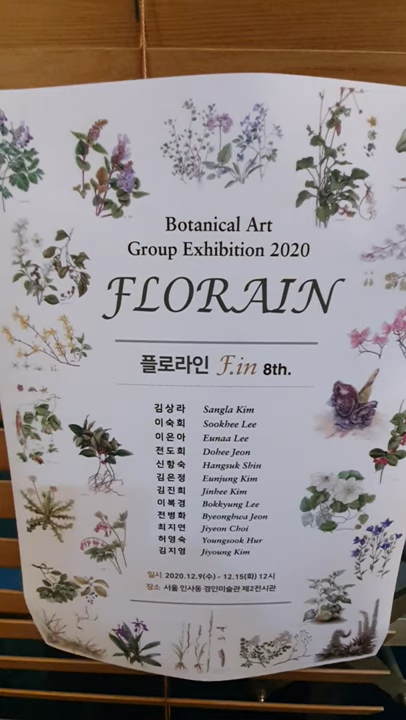 Botanical Art
Group Exhibition 2020
FLORAIN
플로라인 F.in 8th.
김상라 Sangla Kim
이숙희 Sookhee Lee
이은아 Eunaa Lee
전도희 Dohee Jeon
신항숙 Hangsuk Shin
김은정 Eunjung Kim
김진희 Jinhee Kim
이복경 Bokkyung Lee
전병화 Byeonghwa Jeon
최지연 Jiyeon Choi
허영숙 Youngsook Hur
김지영 Jiyoung Kim
일시 2020.12.9(수) - 12.15(화) 12시
장소 서울 인사동 경인미술관 제2전시관